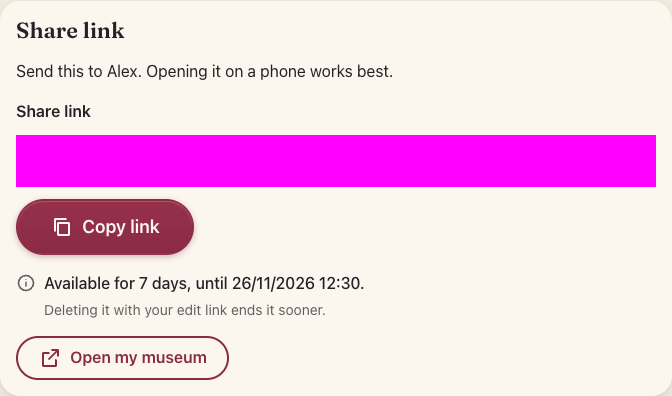 Share link
Send this to Alex. Opening it on a phone works best.
Share link
Copy link
Available for 7 days, until 26/11/2026 12:30.
Deleting it with your edit link ends it sooner.
Open my museum